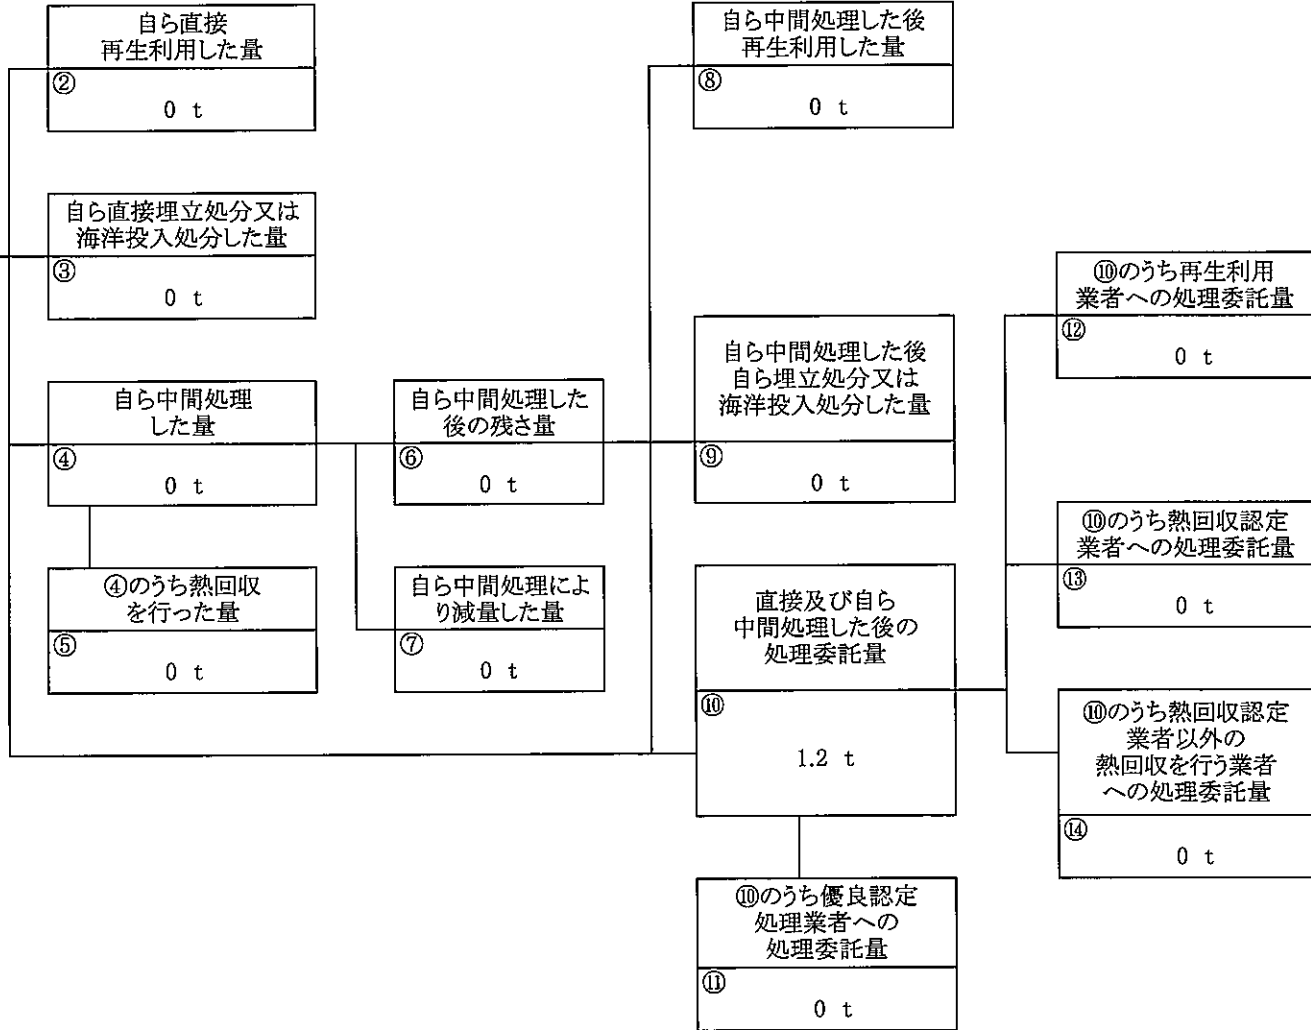 自ら直接
再生利用した量
②
0 t
自ら直接埋立処分又は
海洋投入処分した量
③
0 t
自ら中間処理
した量
④
0 t
④のうち熱回収
を行った量
⑤
0 t
自ら中間処理した
後の残さ量
⑥
0 t
自ら中間処理によ
り減量した量
⑦
0 t
自ら中間処理した後
再生利用した量
⑧
0 t
自ら中間処理した後
自ら埋立処分又は
海洋投入処分した量
⑨
0 t
直接及び自ら
中間処理した後の
処理委託量
⑩
1.2 t
⑩のうち優良認定
処理業者への
処理委託量
⑪
0 t
⑩のうち再生利用
業者への処理委託量
⑫
0 t
⑩のうち熱回収認定
業者への処理委託量
⑬
0 t
⑩のうち熱回収認定
業者以外の
熱回収を行う業者
への処理委託量
⑭
0 t